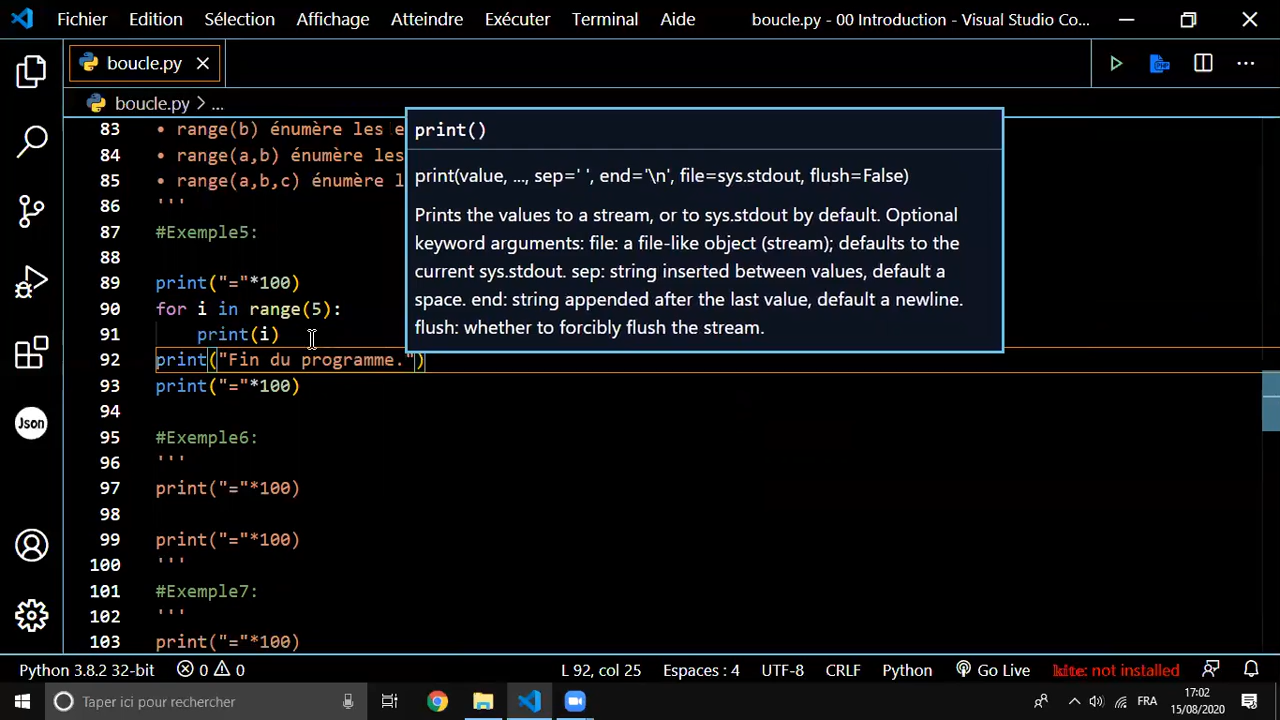 Fichier Edition Sélection Affichage Atteindre Exécuter Terminal Aide boucle.py - 00 Introduction - Visual Studio Co...
boucle.py
boucle.py > ...
83 • range(b) énumère les e
84 • range(a,b) énumère les
85 • range(a,b,c) énumère l
86 '''
87 #Exemple5:
88
89 print("="*100)
90 for i in range(5):
91 print(i)
92 print("Fin du programme.")
93 print("="*100)
94
95 #Exemple6:
96 '''
97 print("="*100)
98
99 print("="*100)
100 '''
101 #Exemple7:
102 '''
103 print("="*100)
print()
print(value, ..., sep=' ', end='\n', file=sys.stdout, flush=False)
Prints the values to a stream, or to sys.stdout by default. Optional
keyword arguments: file: a file-like object (stream); defaults to the
current sys.stdout. sep: string inserted between values, default a
space. end: string appended after the last value, default a newline.
flush: whether to forcibly flush the stream.
Json
PHP
Python 3.8.2 32-bit 0 0 L 92, col 25 Espaces : 4 UTF-8 CRLF Python Go Live kite: not installed
Taper ici pour rechercher
FRA
17:02
15/08/2020